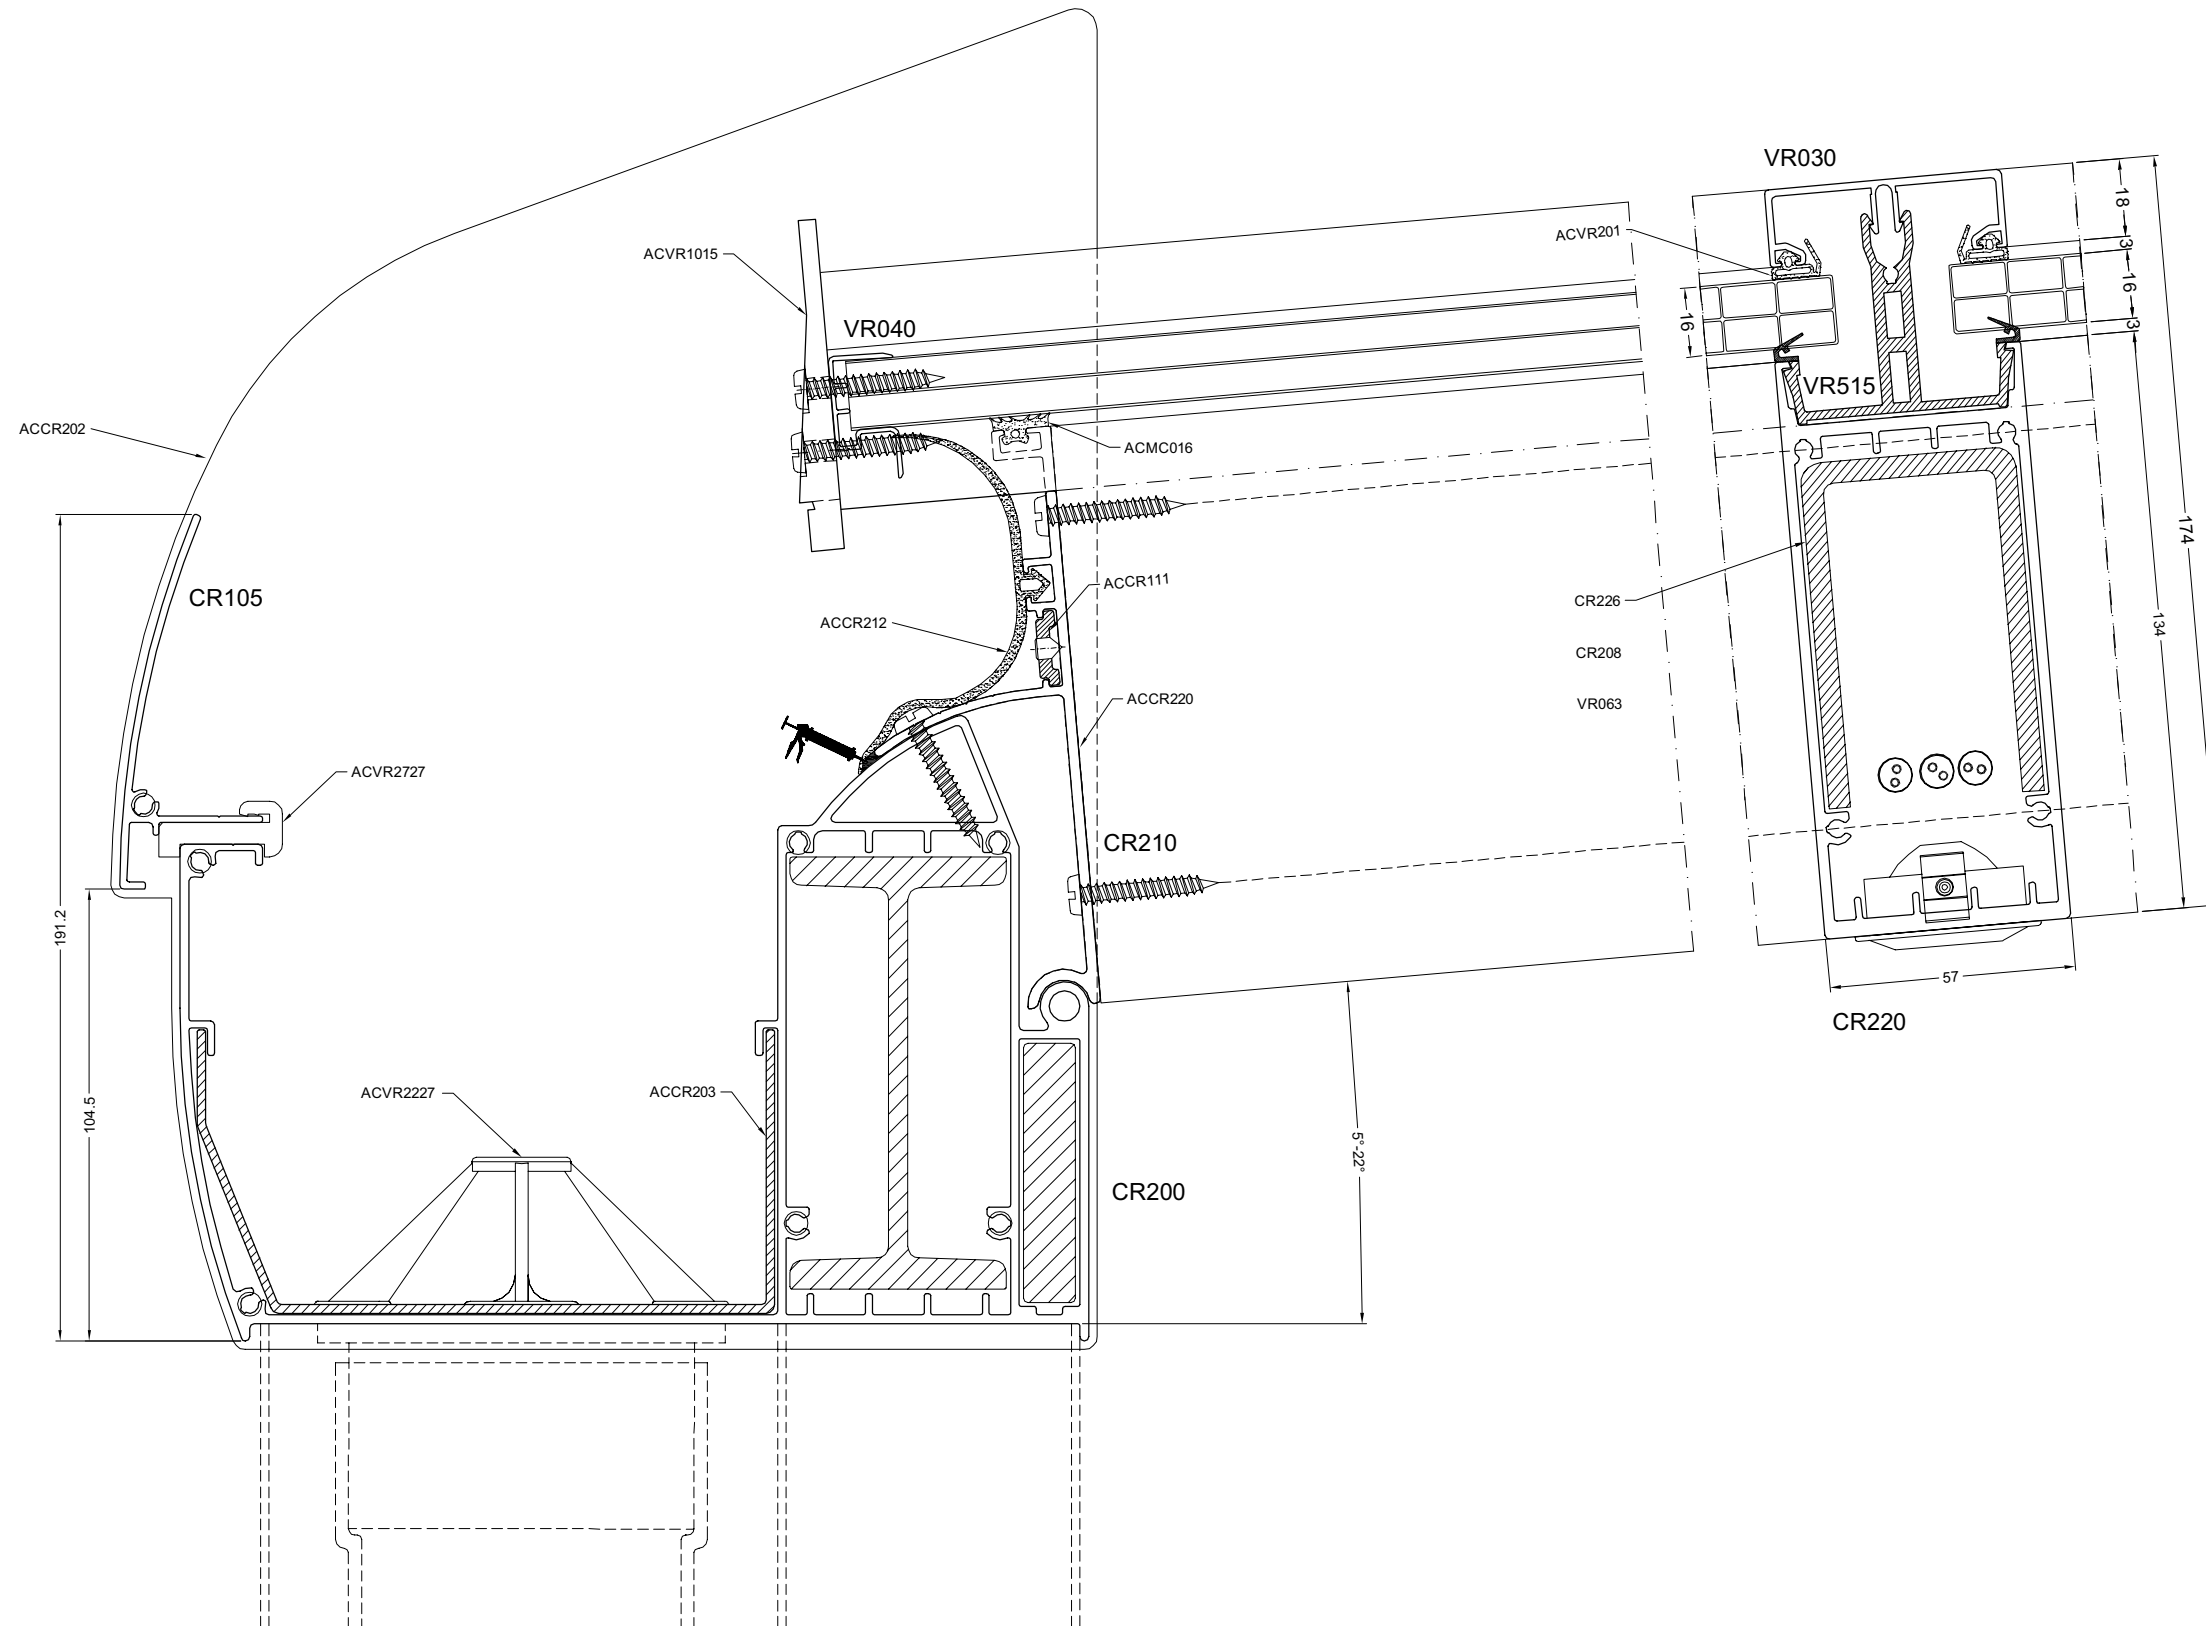 VR030
18
ACVR201
3
ACVR1015
16
VR040
16
3
VR515
ACCR202
ACMC016
174
ACCR111
CR105
CR226
134
ACCR212
CR208
ACCR220
VR063
ACVR2727
CR210
191.2
57
CR220
ACVR2227
ACCR203
104.5
5°-22°
CR200